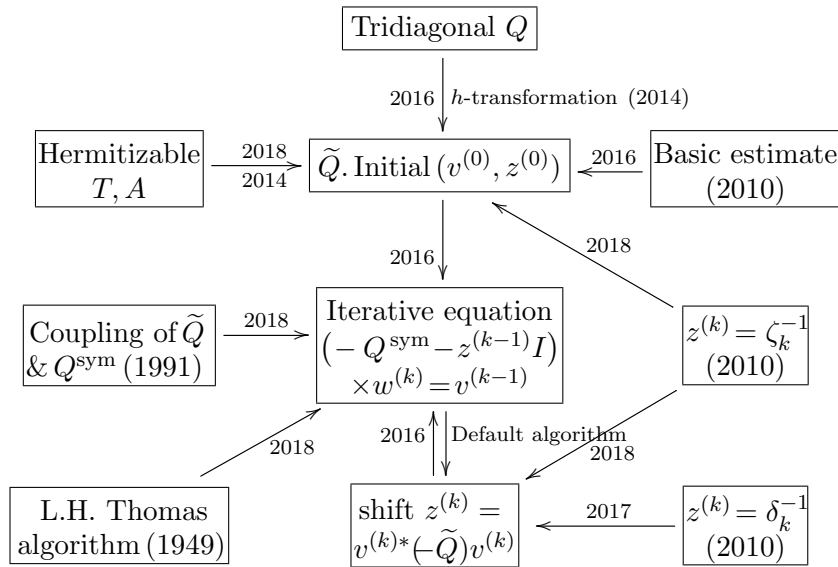 Tridiagonal Q
2016 h-transformation (2014)
Hermitizable
T, A
2018
2014
Q̃. Initial (v^(0), z^(0))
2016
Basic estimate
(2010)
2016
2018
Coupling of Q̃
& Q^sym (1991)
2018
Iterative equation
(− Q^sym − z^(k−1) I)
×w^(k) = v^(k−1)
z^(k) = ζ_k^−1
(2010)
2018
2016 Default algorithm
2018
L.H. Thomas
algorithm (1949)
shift z^(k) =
v^(k)*(−Q̃)v^(k)
2017
z^(k) = δ_k^−1
(2010)